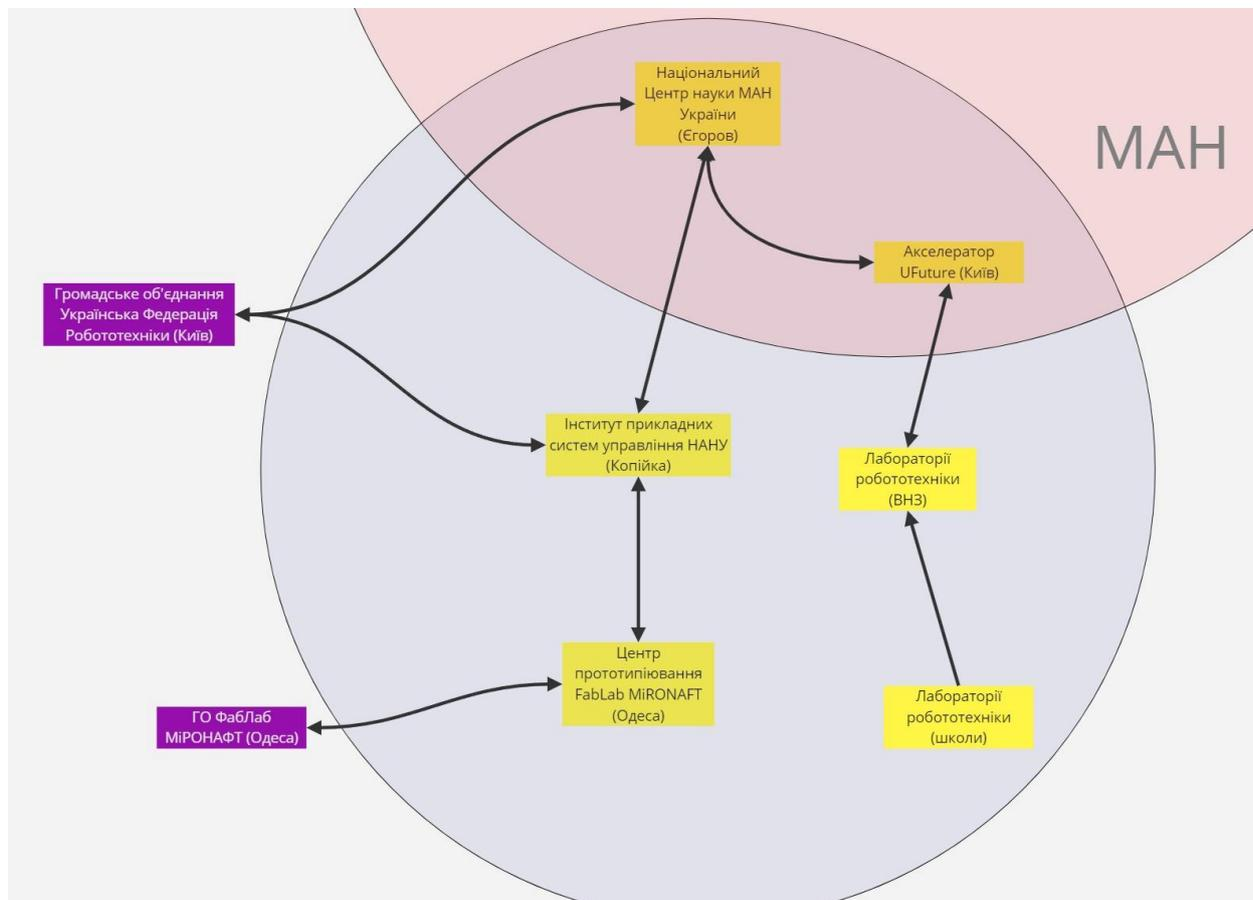 Національний
Центр науки МАН
України
(Єгоров)
МАН
Акселератор
UFuture (Київ)
Громадське об'єднання
Українська Федерація
Робототехніки (Київ)
Інститут прикладних
систем управління НАНУ
(Копійка)
Лабораторії
робототехніки
(ВНЗ)
Центр
прототипіювання
FabLab MiRONAFT
(Одеса)
Лабораторії
робототехніки
(школи)
ГО ФабЛаб
МіРОНАФТ (Одеса)